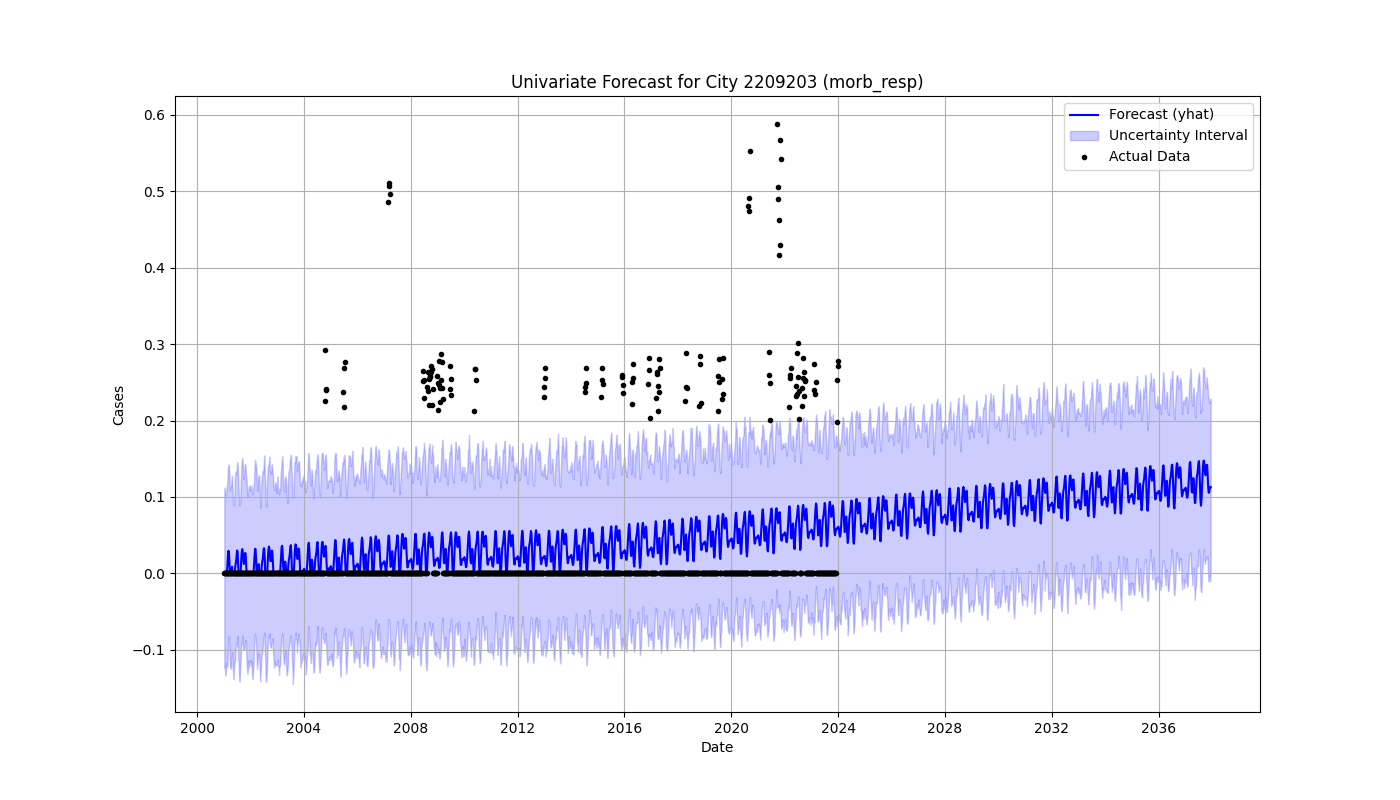 Univariate Forecast for City 2209203 (morb_resp)
Forecast (yhat)
Uncertainty Interval
Actual Data
Cases
0.6
0.5
0.4
0.3
0.2
0.1
0.0
−0.1
2000 2004 2008 2012 2016 2020 2024 2028 2032 2036
Date